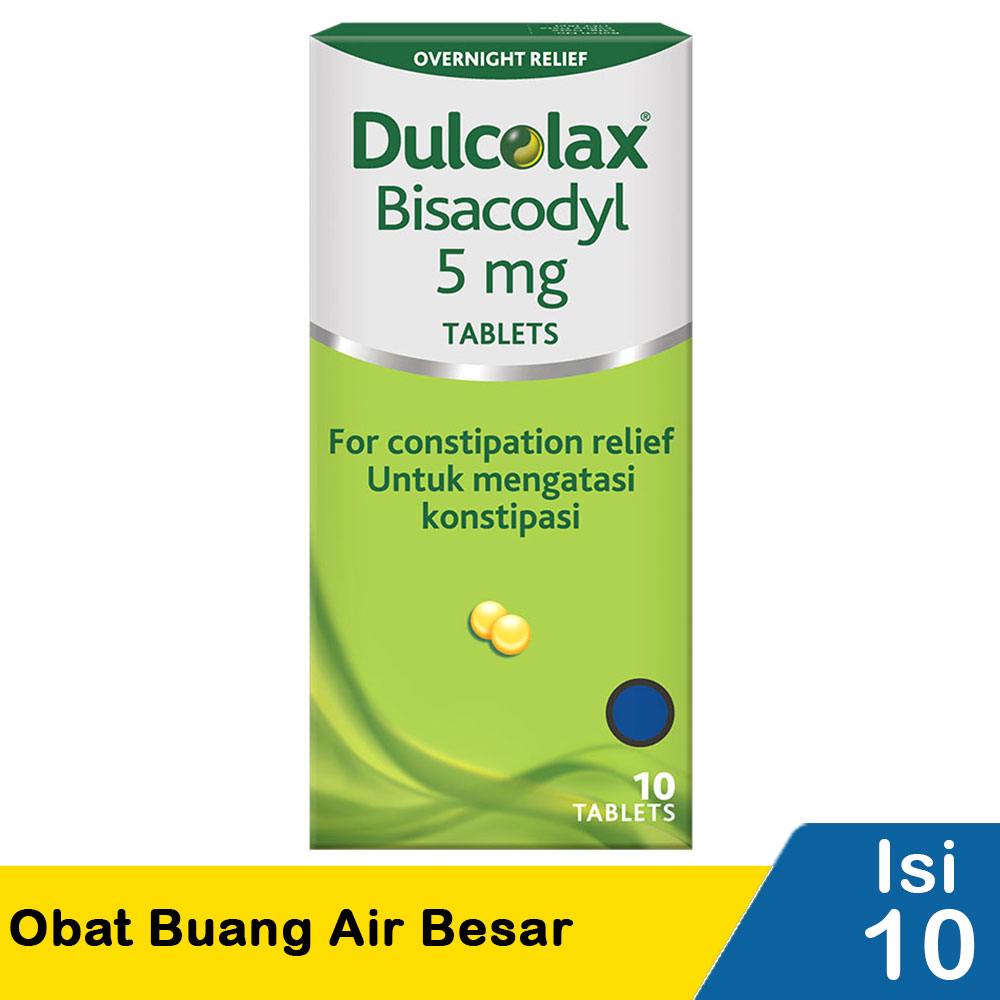 OVERNIGHT RELIEF
Dulcolax®
Bisacodyl
5 mg
TABLETS
For constipation relief
Untuk mengatasi
konstipasi
10
TABLETS
Obat Buang Air Besar
Isi
10